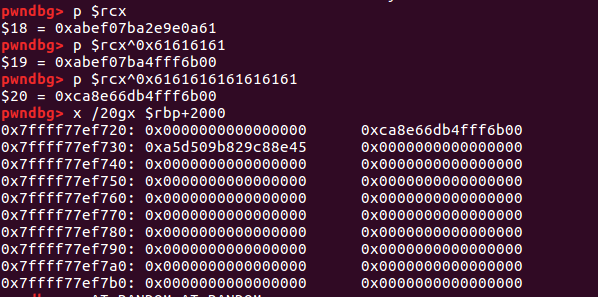 pwndbg> p $rcx
$18 = 0xabef07ba2e9e0a61
pwndbg> p $rcx^0x61616161
$19 = 0xabef07ba4fff6b00
pwndbg> p $rcx^0x6161616161616161
$20 = 0xca8e66db4fff6b00
pwndbg> x /20gx $rbp+2000
0x7ffff77ef720: 0x0000000000000000 0xca8e66db4fff6b00
0x7ffff77ef730: 0xa5d509b829c88e45 0x0000000000000000
0x7ffff77ef740: 0x0000000000000000 0x0000000000000000
0x7ffff77ef750: 0x0000000000000000 0x0000000000000000
0x7ffff77ef760: 0x0000000000000000 0x0000000000000000
0x7ffff77ef770: 0x0000000000000000 0x0000000000000000
0x7ffff77ef780: 0x0000000000000000 0x0000000000000000
0x7ffff77ef790: 0x0000000000000000 0x0000000000000000
0x7ffff77ef7a0: 0x0000000000000000 0x0000000000000000
0x7ffff77ef7b0: 0x0000000000000000 0x0000000000000000